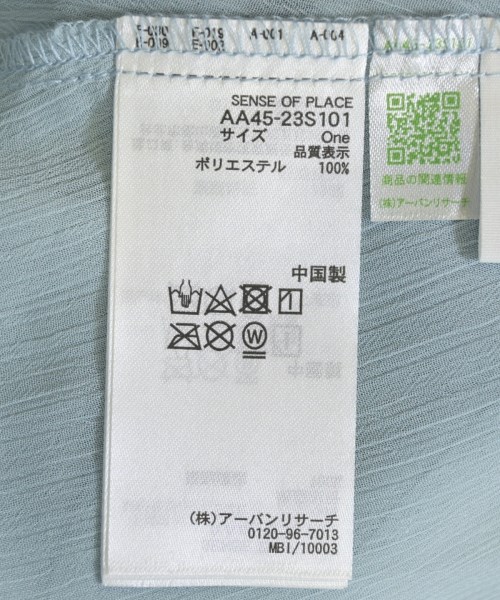 A-001 A-004
SENSE OF PLACE
AA45-23S101
サイズ One
品質表示
ポリエステル 100%
中国製
W
(株)アーバンリサーチ
0120-96-7013
MBI/10003
商品の関連情報
(株)アーバンリサーチ